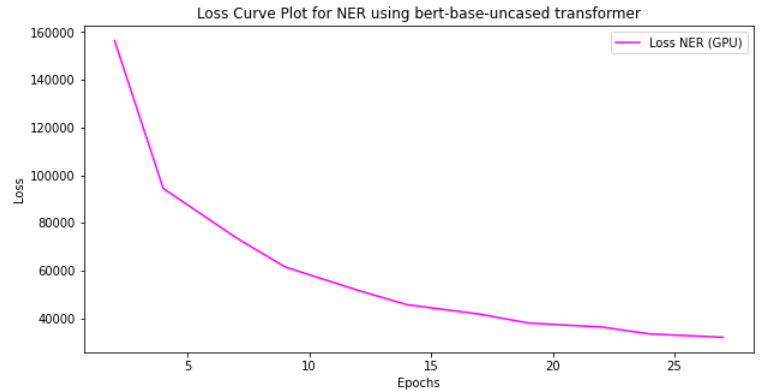 Loss Curve Plot for NER using bert-base-uncased transformer
Loss NER (GPU)
160000
140000
120000
100000
80000
60000
40000
Loss
5 10 15 20 25
Epochs